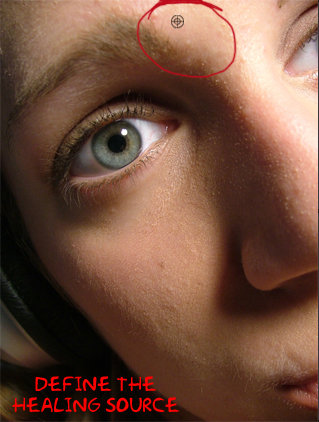 DEFINE THE
HEALING SOURCE